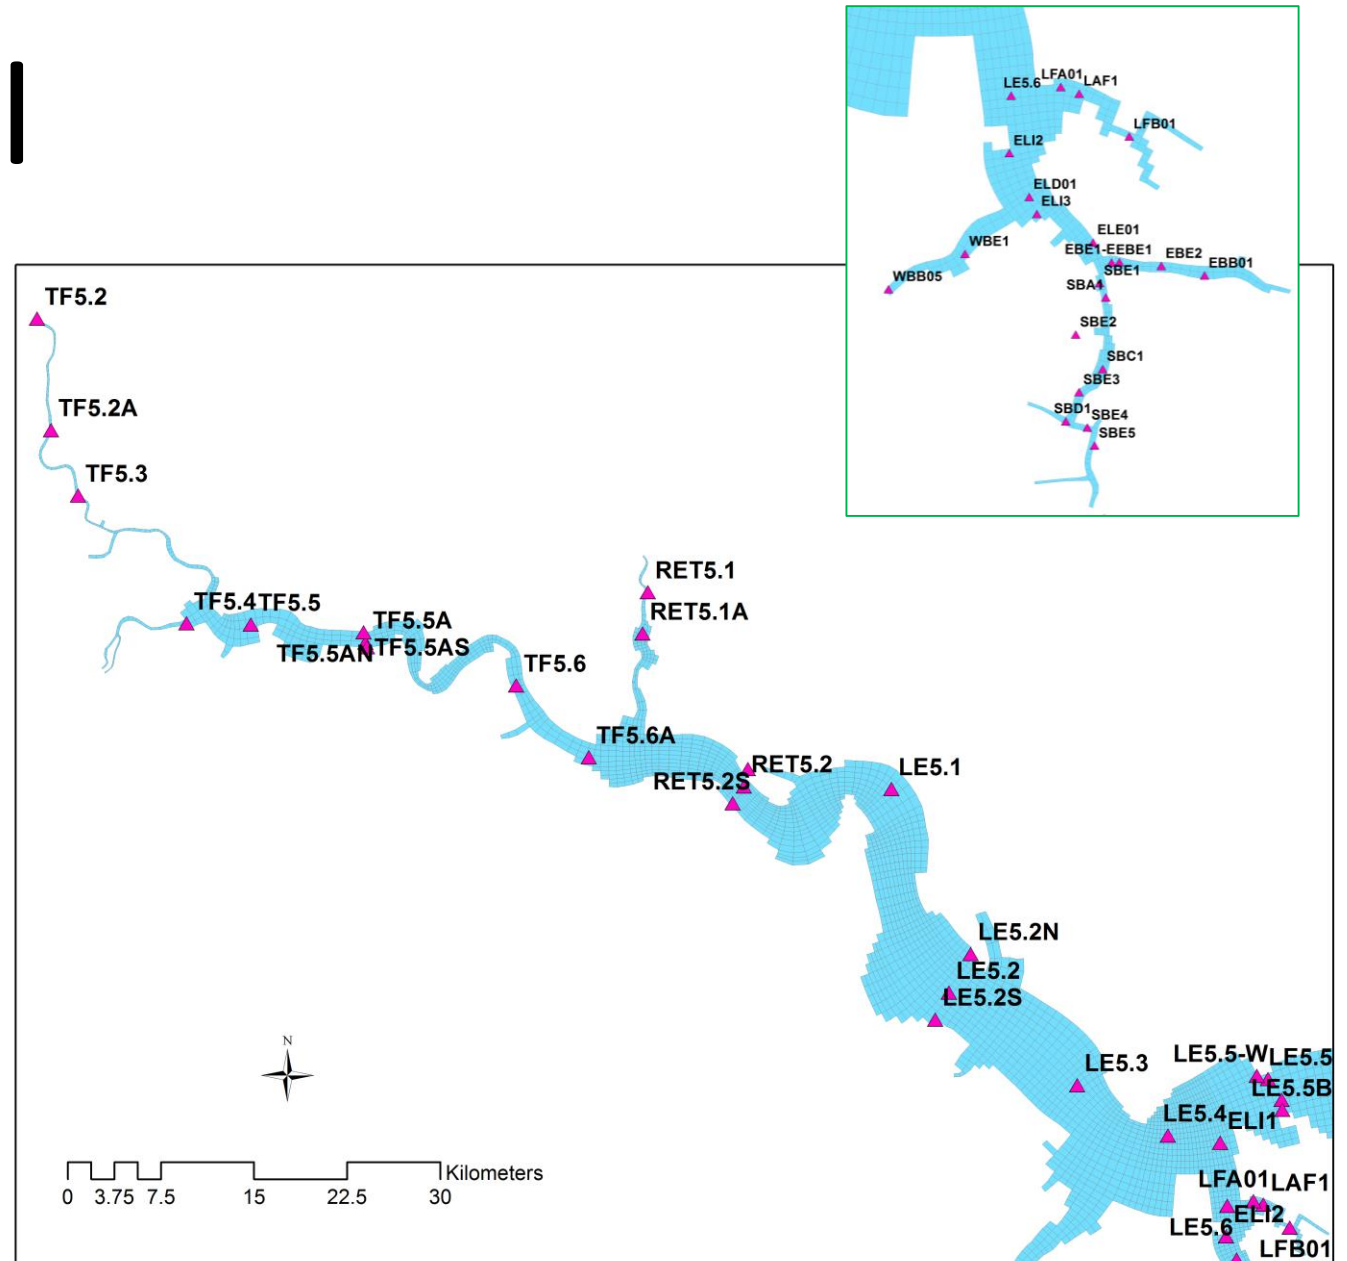 LE5.6
LFA01
LAF1
LFB01
ELI2
ELD01
ELI3
WBE1
WBB05
ELE01
EBE1-EEBE1
EBE2
EBB01
SBE1
SBA4
SBE2
SBC1
SBE3
SBD1
SBE4
SBE5
TF5.2
TF5.2A
TF5.3
TF5.4
TF5.5
TF5.5A
TF5.5AN
TF5.5AS
RET5.1
RET5.1A
TF5.6
TF5.6A
RET5.2
RET5.2S
LE5.1
LE5.2N
LE5.2
LE5.2S
LE5.3
LE5.5-W
LE5.5
LE5.5B
LE5.4
ELI1
LFA01
LAF1
ELI2
LE5.6
LFB01
N
Kilometers
0 3.75 7.5 15 22.5 30